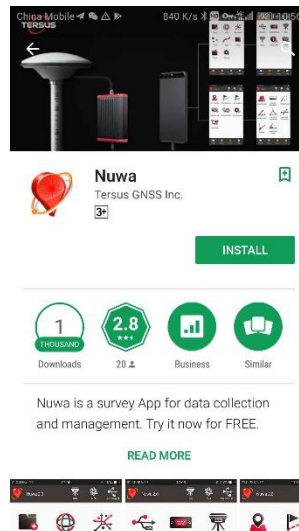 China Mobile
840 K/s
TERSUS
Nuwa
Tersus GNSS Inc.
3+
INSTALL
1
THOUSAND
2.8
Downloads
20
Business
Similar
Nuwa is a survey App for data collection
and management. Try it now for FREE.
READ MORE